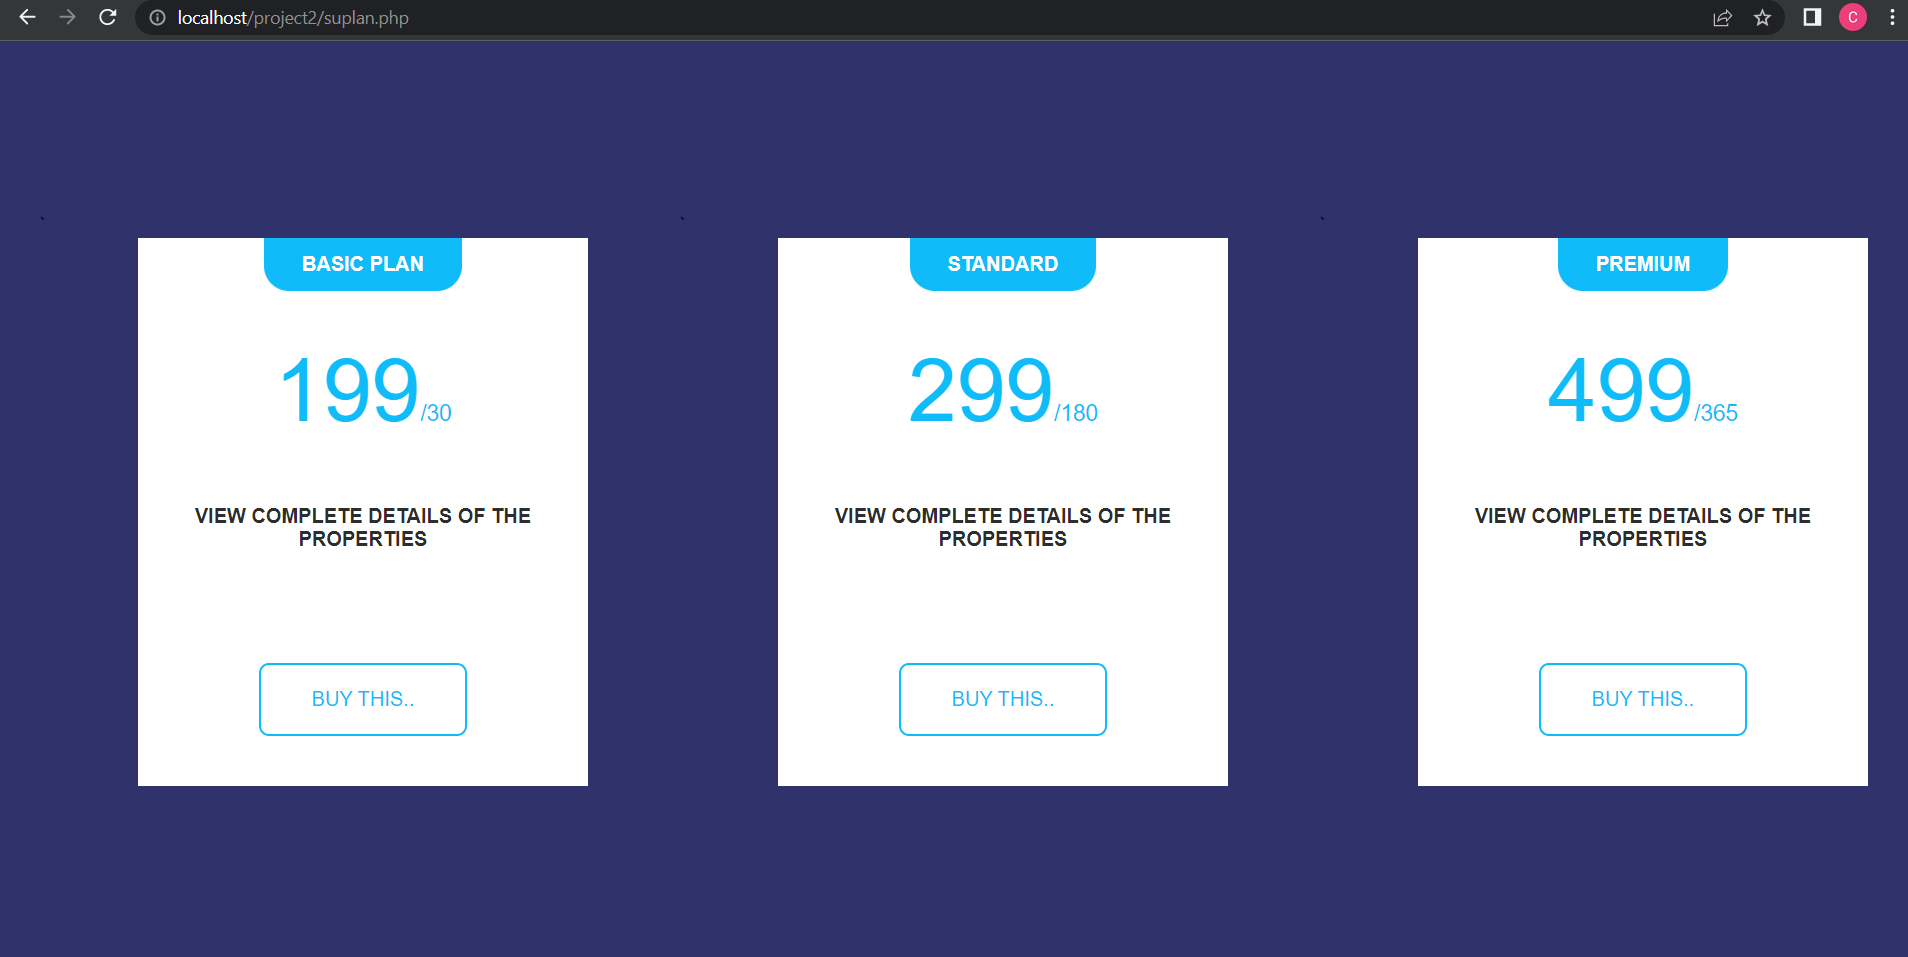 localhost/project2/suplan.php
C
` ` `
BASIC PLAN
199/30
VIEW COMPLETE DETAILS OF THE
PROPERTIES
BUY THIS..
STANDARD
299/180
VIEW COMPLETE DETAILS OF THE
PROPERTIES
BUY THIS..
PREMIUM
499/365
VIEW COMPLETE DETAILS OF THE
PROPERTIES
BUY THIS..